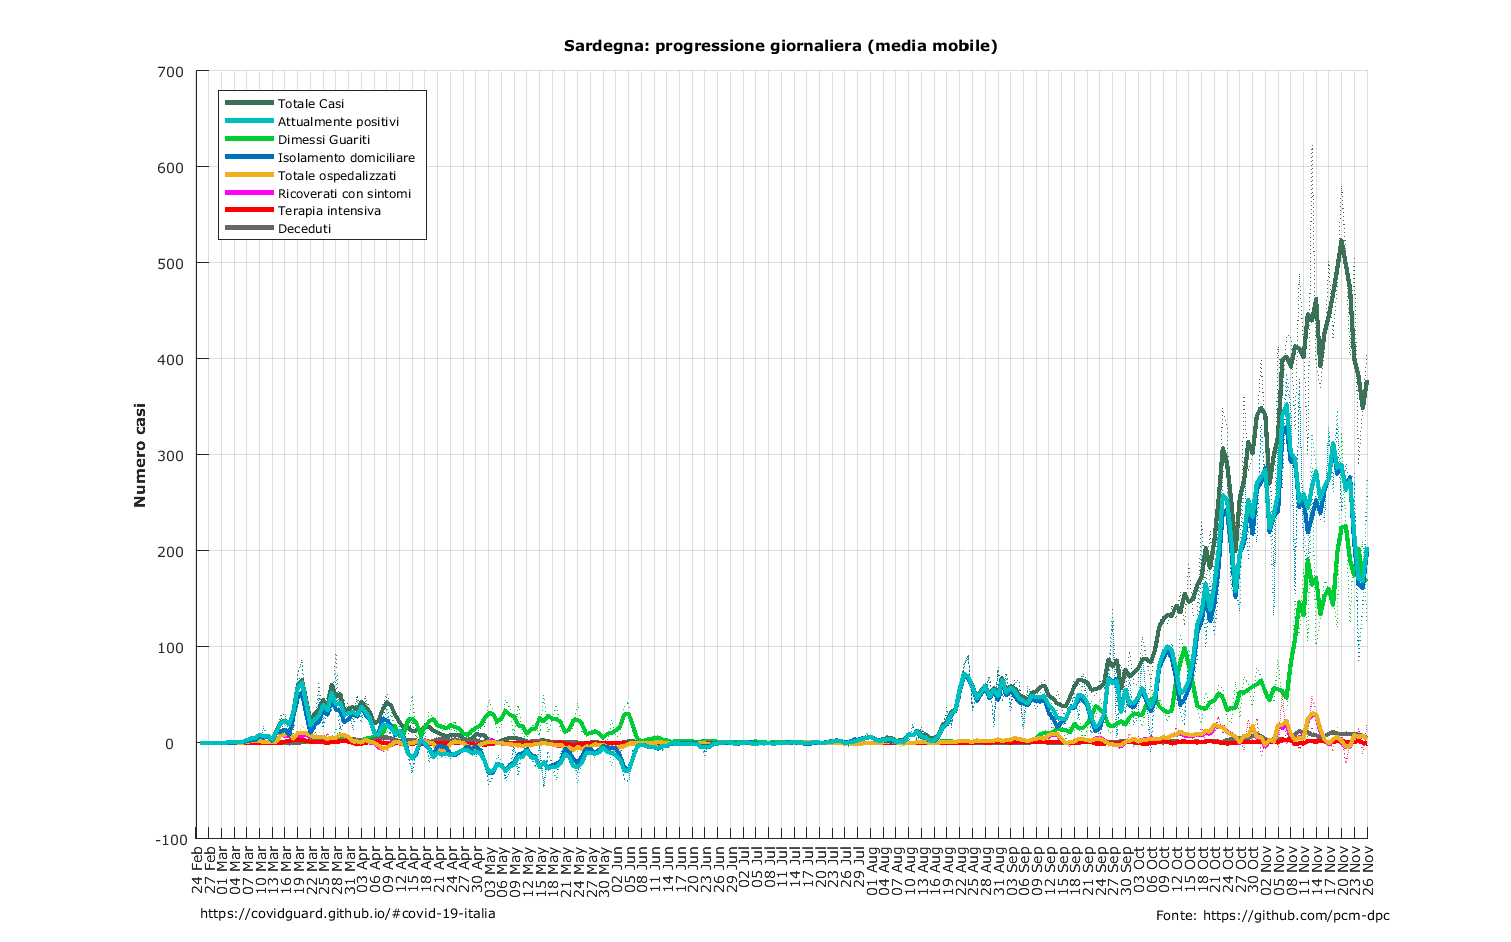 Sardegna: progressione giornaliera (media mobile)
700
600
500
400
300
200
100
0
-100
Numero casi
Totale Casi
Attualmente positivi
Dimessi Guariti
Isolamento domiciliare
Totale ospedalizzati
Ricoverati con sintomi
Terapia intensiva
Deceduti
24 Feb
27 Feb
01 Mar
04 Mar
07 Mar
10 Mar
13 Mar
16 Mar
19 Mar
22 Mar
25 Mar
28 Mar
31 Mar
03 Apr
06 Apr
09 Apr
12 Apr
15 Apr
18 Apr
21 Apr
24 Apr
27 Apr
30 Apr
03 May
06 May
09 May
12 May
15 May
18 May
21 May
24 May
27 May
30 May
02 Jun
05 Jun
08 Jun
11 Jun
14 Jun
17 Jun
20 Jun
23 Jun
26 Jun
29 Jun
02 Jul
05 Jul
08 Jul
11 Jul
14 Jul
17 Jul
20 Jul
23 Jul
26 Jul
29 Jul
01 Aug
04 Aug
07 Aug
10 Aug
13 Aug
16 Aug
19 Aug
22 Aug
25 Aug
28 Aug
31 Aug
03 Sep
06 Sep
09 Sep
12 Sep
15 Sep
18 Sep
21 Sep
24 Sep
27 Sep
30 Sep
03 Oct
06 Oct
09 Oct
12 Oct
15 Oct
18 Oct
21 Oct
24 Oct
27 Oct
30 Oct
02 Nov
05 Nov
08 Nov
11 Nov
14 Nov
17 Nov
20 Nov
23 Nov
26 Nov
https://covidguard.github.io/#covid-19-italia
Fonte: https://github.com/pcm-dpc